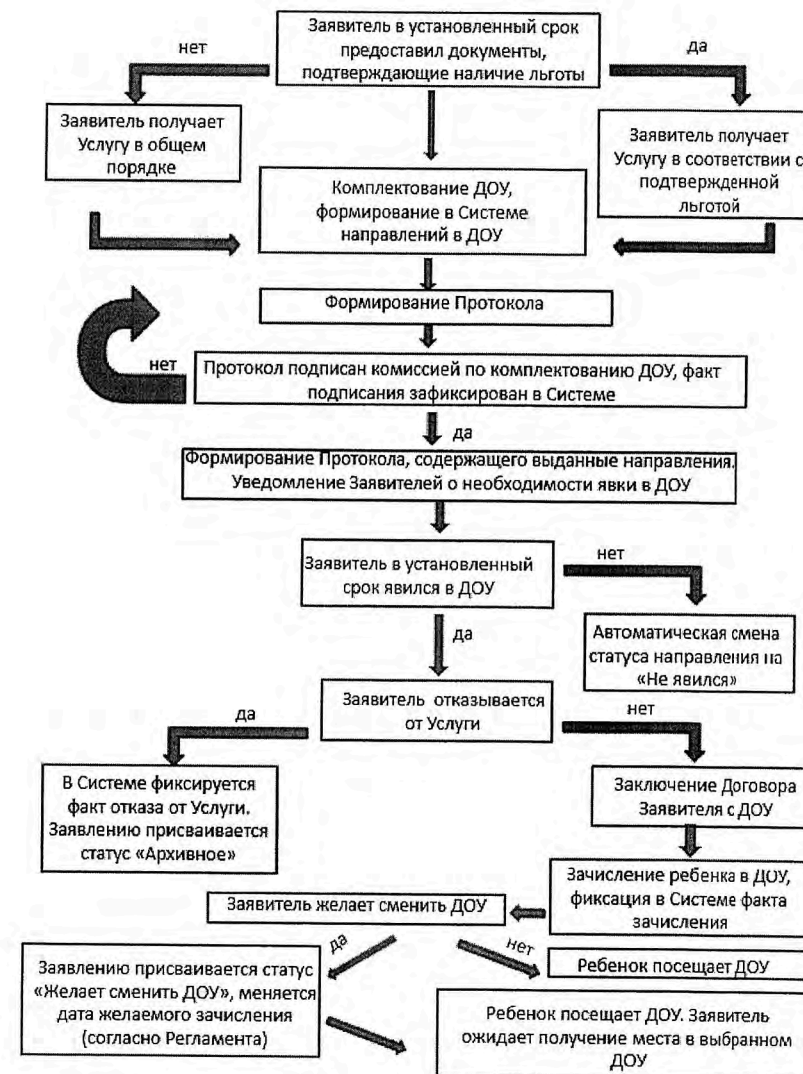 Заявитель в установленный срок
предоставил документы,
подтверждающие наличие льготы
нет
да
Заявитель получает
Услугу в общем
порядке
Заявитель получает
Услугу в соответствии с
подтвержденной
льготой
Комплектование ДОУ,
формирование в Системе
направлений в ДОУ
Формирование Протокола
нет
Протокол подписан комиссией по комплектованию ДОУ, факт
подписания зафиксирован в Системе
да
Формирование Протокола, содержащего выданные направления.
Уведомление Заявителей о необходимости явки в ДОУ
Заявитель в установленный
срок явился в ДОУ
нет
да
Автоматическая смена
статуса направления на
«Не явился»
Заявитель отказывается
от Услуги
да
нет
В Системе фиксируется
факт отказа от Услуги.
Заявлению присваивается
статус «Архивное»
Заключение Договора
Заявителя с ДОУ
Зачисление ребенка в ДОУ,
фиксация в Системе факта
зачисления
Заявитель желает сменить ДОУ
да
нет
Ребенок посещает ДОУ
Заявлению присваивается статус
«Желает сменить ДОУ», меняется
дата желаемого зачисления
(согласно Регламента)
Ребенок посещает ДОУ. Заявитель
ожидает получение места в выбранном
ДОУ